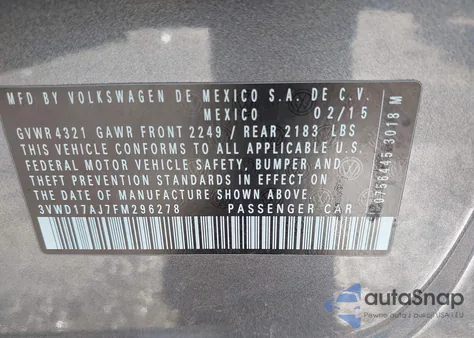 MFD BY VOLKSWAGEN DE MEXICO S.A. DE C.V.
MEXICO 02/15
GVWR 4321 GAWR FRONT 2249 / REAR 2183 LBS
THIS VEHICLE CONFORMS TO ALL APPLICABLE U.S.
FEDERAL MOTOR VEHICLE SAFETY, BUMPER AND
THEFT PREVENTION STANDARDS IN EFFECT ON
THE DATE OF MANUFACTURE SHOWN ABOVE.
3VWD17AJ7FM296278 PASSENGER CAR
3018 M
autoSnap